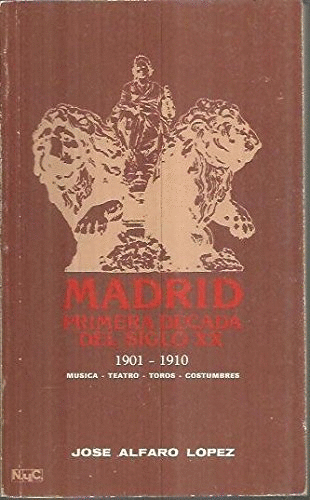 MADRID
PRIMERA DECADA
DEL SIGLO XX
1901 - 1910
MUSICA - TEATRO - TOROS - COSTUMBRES
JOSE ALFARO LOPEZ
N.y C.